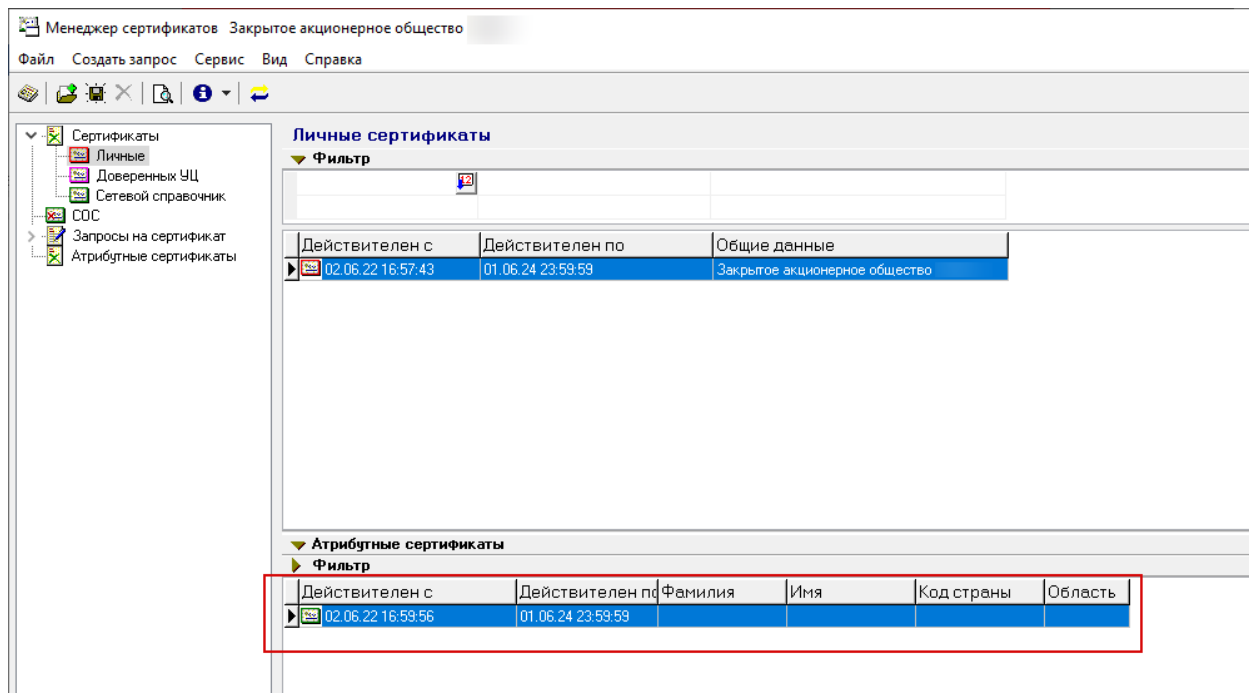 Менеджер сертификатов Закрытое акционерное общество
Файл Создать запрос Сервис Вид Справка
Сертификаты
Личные
Доверенных УЦ
Сетевой справочник
СОС
Запросы на сертификат
Атрибутные сертификаты
Личные сертификаты
Фильтр
12
Действителен с Действителен по Общие данные
02.06.22 16:57:43 01.06.24 23:59:59 Закрытое акционерное общество
Атрибутные сертификаты
Фильтр
Действителен с Действителен по Фамилия Имя Код страны Область
02.06.22 16:59:56 01.06.24 23:59:59